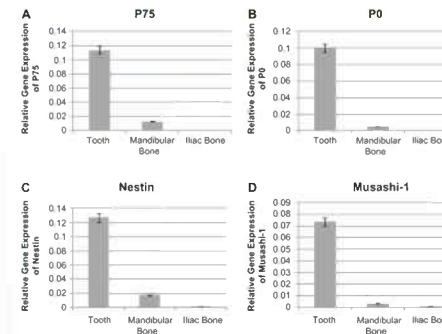 A
P75
Relative Gene Expression
of P75
0.14
0.12
0.1
0.08
0.06
0.04
0.02
0
Tooth
Mandibular
Bone
Iliac Bone
B
P0
Relative Gene Expression
of P0
0.12
0.1
0.08
0.06
0.04
0.02
0
Tooth
Mandibular
Bone
Iliac Bone
C
Nestin
Relative Gene Expression
of Nestin
0.14
0.12
0.1
0.08
0.06
0.04
0.02
0
Tooth
Mandibular
Bone
Iliac Bone
D
Musashi-1
Relative Gene Expression
of Musashi-1
0.09
0.08
0.07
0.06
0.05
0.04
0.03
0.02
0.01
0
Tooth
Mandibular
Bone
Iliac Bone